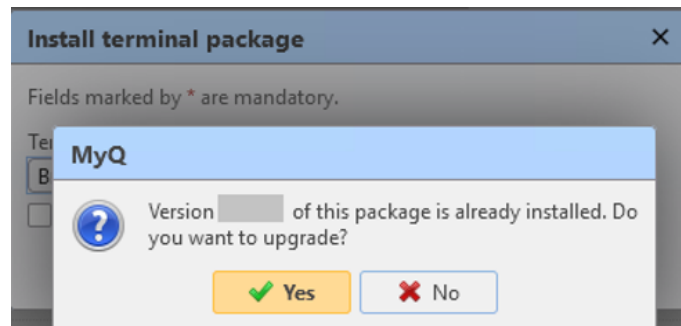 Install terminal package
Fields marked by * are mandatory.
Te
B
MyQ
Version of this package is already installed. Do
you want to upgrade?
Yes
No